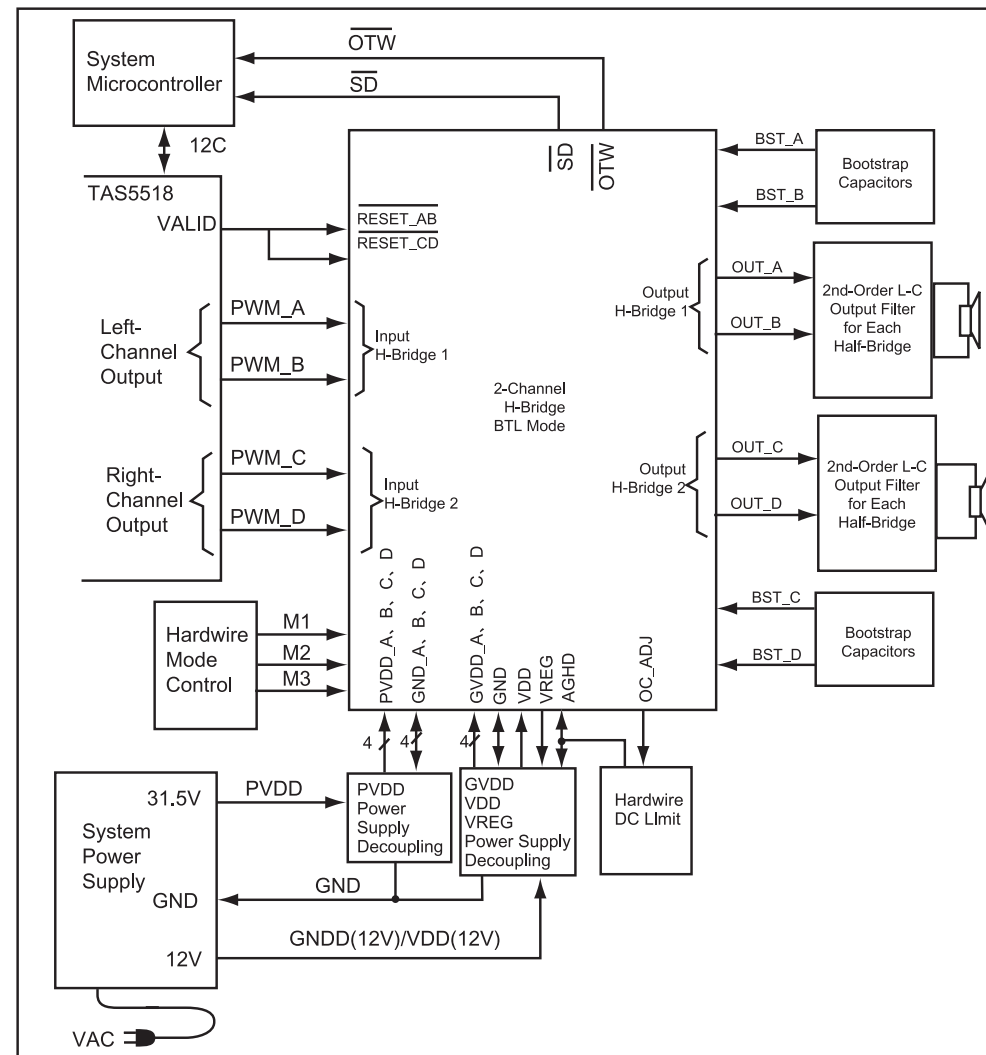 System
Microcontroller
OTW
SD
12C
TAS5518
VALID
RESET_AB
RESET_CD
SD
OTW
BST_A
BST_B
Bootstrap
Capacitors
Left-
Channel
Output
PWM_A
PWM_B
Input
H-Bridge 1
Output
H-Bridge 1
OUT_A
OUT_B
2nd-Order L-C
Output Filter
for Each
Half-Bridge
2-Channel
H-Bridge
BTL Mode
Right-
Channel
Output
PWM_C
PWM_D
Input
H-Bridge 2
Output
H-Bridge 2
OUT_C
OUT_D
2nd-Order L-C
Output Filter
for Each
Half-Bridge
Hardwire
Mode
Control
M1
M2
M3
PVDD_A、B、C、D
GND_A、B、C、D
GVDD_A、B、C、D
GND
VDD
VREG
AGHD
OC_ADJ
BST_C
BST_D
Bootstrap
Capacitors
4
4
4
31.5V
PVDD
System
Power
Supply
PVDD
Power
Supply
Decoupling
GVDD
VDD
VREG
Power Supply
Decoupling
Hardwire
DC LImit
GND
GND
12V
GNDD(12V)/VDD(12V)
VAC